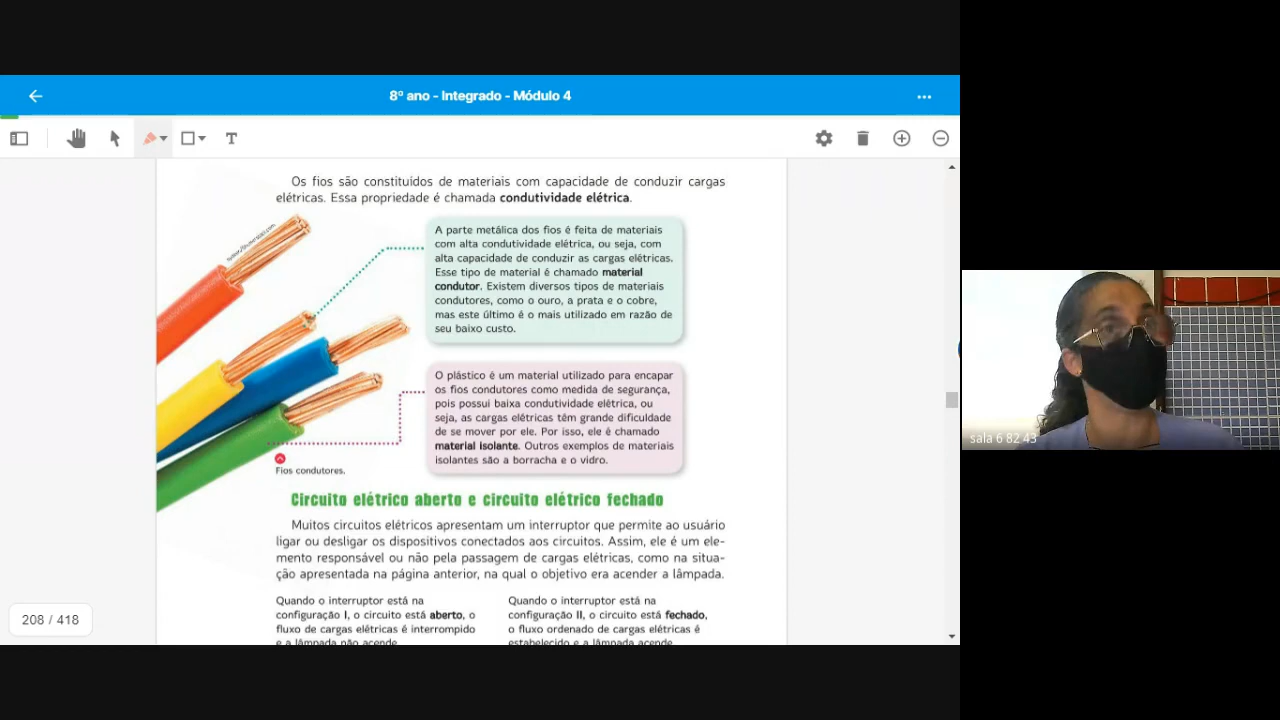 8º ano - Integrado - Módulo 4
T
Os fios são constituídos de materiais com capacidade de conduzir cargas
elétricas. Essa propriedade é chamada condutividade elétrica.
A parte metálica dos fios é feita de materiais
com alta condutividade elétrica, ou seja, com
alta capacidade de conduzir as cargas elétricas.
Esse tipo de material é chamado material
condutor. Existem diversos tipos de materiais
condutores, como o ouro, a prata e o cobre,
mas este último é o mais utilizado em razão de
seu baixo custo.
O plástico é um material utilizado para encapar
os fios condutores como medida de segurança,
pois possui baixa condutividade elétrica, ou
seja, as cargas elétricas têm grande dificuldade
de se mover por ele. Por isso, ele é chamado
material isolante. Outros exemplos de materiais
isolantes são a borracha e o vidro.
Fios condutores.
Circuito elétrico aberto e circuito elétrico fechado
Muitos circuitos elétricos apresentam um interruptor que permite ao usuário
ligar ou desligar os dispositivos conectados aos circuitos. Assim, ele é um ele-
mento responsável ou não pela passagem de cargas elétricas, como na situa-
ção apresentada na página anterior, na qual o objetivo era acender a lâmpada.
Quando o interruptor está na
configuração I, o circuito está aberto, o
fluxo de cargas elétricas é interrompido
e a lâmpada não acende.
Quando o interruptor está na
configuração II, o circuito está fechado,
o fluxo ordenado de cargas elétricas é
estabelecido e a lâmpada acende.
208 / 418
sala 6 82 43